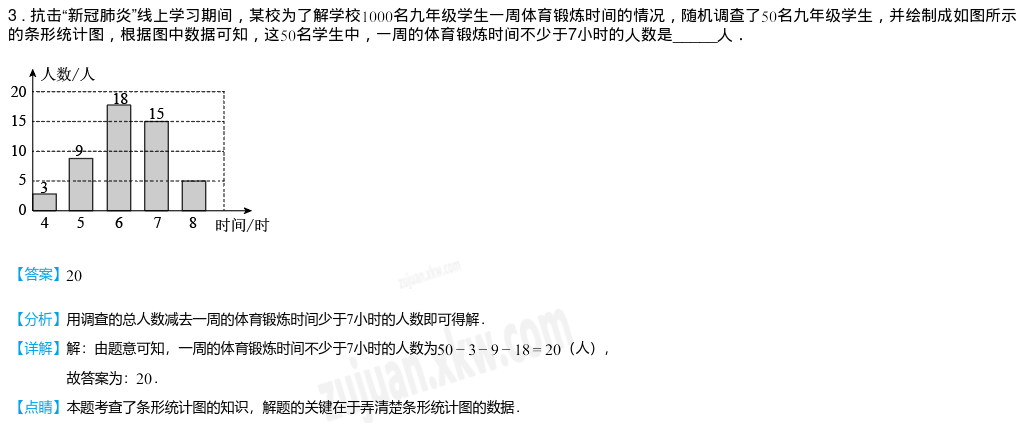 3．抗击“新冠肺炎”线上学习期间，某校为了解学校1000名九年级学生一周体育锻炼时间的情况，随机调查了50名九年级学生，并绘制成如图所示
的条形统计图，根据图中数据可知，这50名学生中，一周的体育锻炼时间不少于7小时的人数是______人．
人数/人
20
18
15
15
10
9
5
3
0
4 5 6 7 8 时间/时
【答案】20
【分析】用调查的总人数减去一周的体育锻炼时间少于7小时的人数即可得解．
【详解】解：由题意可知，一周的体育锻炼时间不少于7小时的人数为50－3－9－18＝20（人），
故答案为：20．
【点睛】本题考查了条形统计图的知识，解题的关键在于弄清楚条形统计图的数据．
zujuan.xkw.com
zujuan.xkw.com